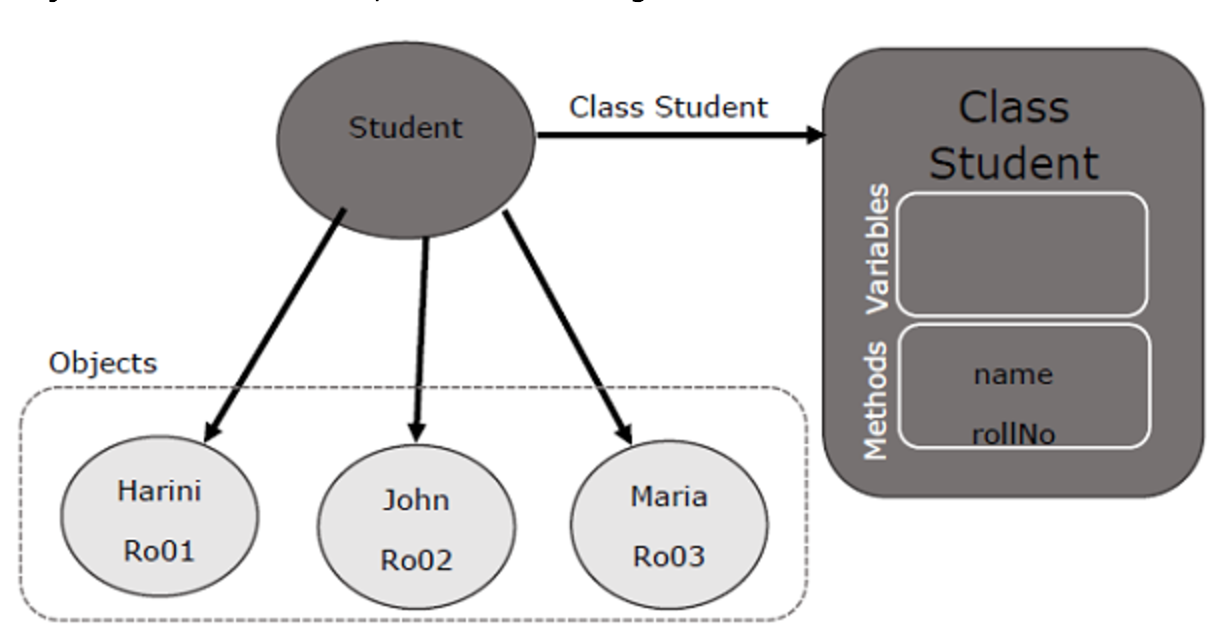 Student
Class Student
Class
Student
Variables
Methods
name
rollNo
Objects
Harini
Ro01
John
Ro02
Maria
Ro03